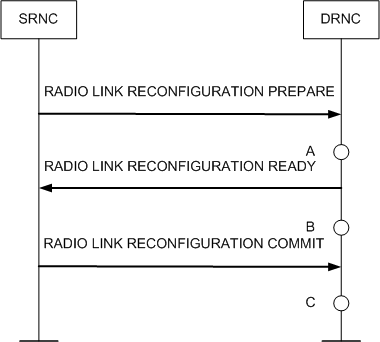 SRNC DRNC
RADIO LINK RECONFIGURATION PREPARE
A
RADIO LINK RECONFIGURATION READY
B
RADIO LINK RECONFIGURATION COMMIT
C